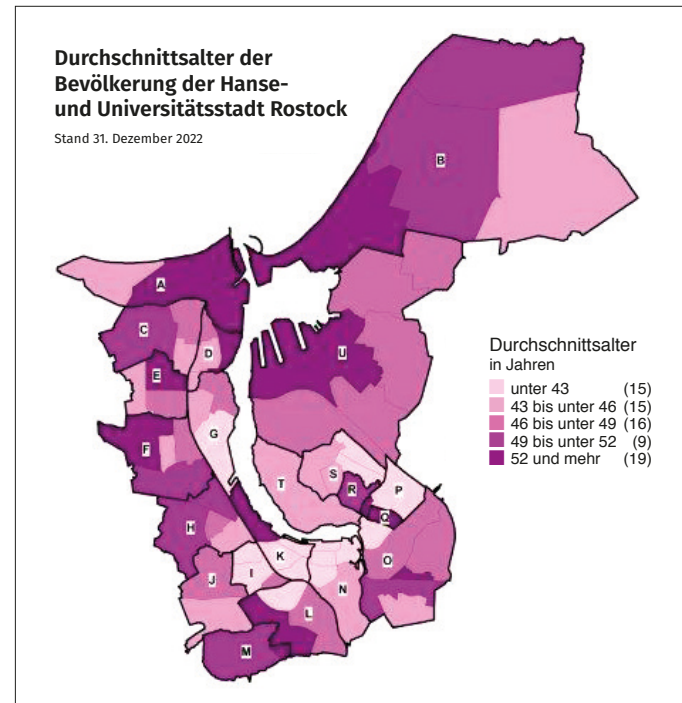 Durchschnittsalter der
Bevölkerung der Hanse-
und Universitätsstadt Rostock
Stand 31. Dezember 2022
B
A
C
D
E
U
F
G
S
P
T
R
Q
H
K
O
I
J
N
L
M
Durchschnittsalter
in Jahren
unter 43 (15)
43 bis unter 46 (15)
46 bis unter 49 (16)
49 bis unter 52 (9)
52 und mehr (19)